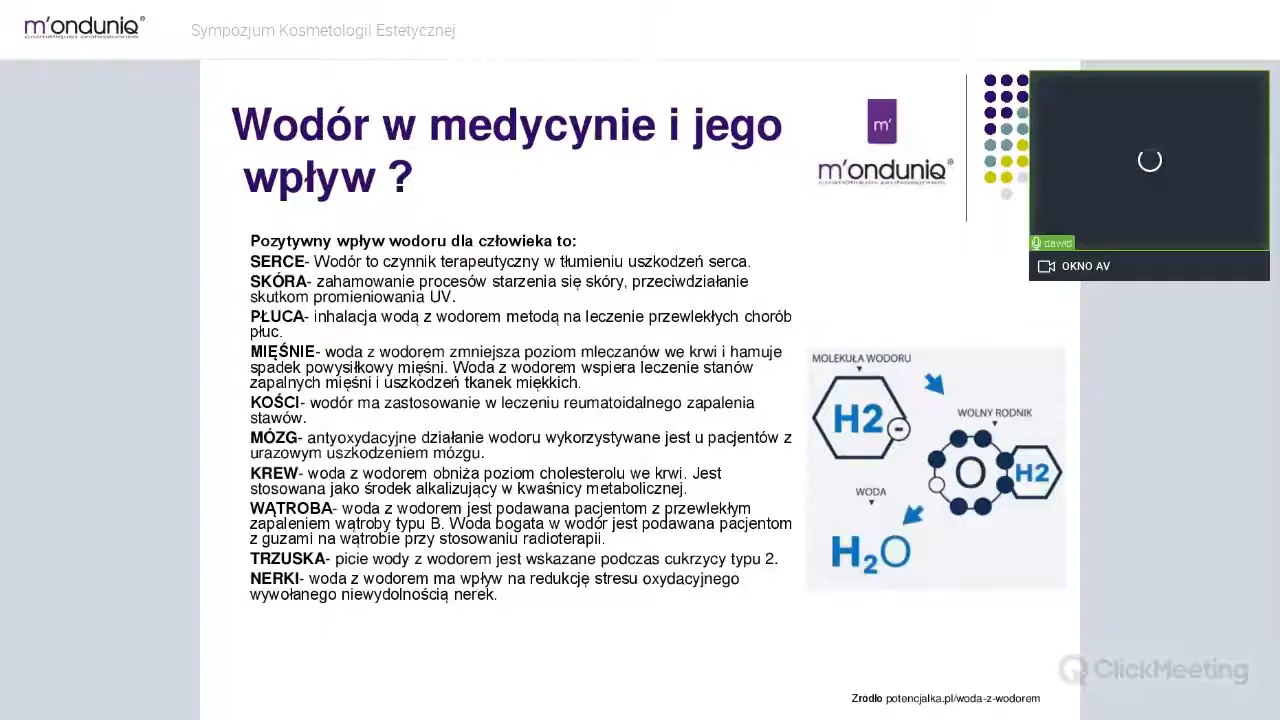 m'onduniq®
cosmétiques professionnels
Sympozjum Kosmetologii Estetycznej
Wodór w medycynie i jego
wpływ ?
m'
m'onduniq®
cosmétiques professionnels
dawid
OKNO AV
Pozytywny wpływ wodoru dla człowieka to:
SERCE- Wodór to czynnik terapeutyczny w tłumieniu uszkodzeń serca.
SKÓRA- zahamowanie procesów starzenia się skóry, przeciwdziałanie
skutkom promieniowania UV.
PŁUCA- inhalacja wodą z wodorem metodą na leczenie przewlekłych chorób
płuc.
MIĘŚNIE- woda z wodorem zmniejsza poziom mleczanów we krwi i hamuje
spadek powysiłkowy mięśni. Woda z wodorem wspiera leczenie stanów
zapalnych mięśni i uszkodzeń tkanek miękkich.
KOŚCI- wodór ma zastosowanie w leczeniu reumatoidalnego zapalenia
stawów.
MÓZG- antyoxydacyjne działanie wodoru wykorzystywane jest u pacjentów z
urazowym uszkodzeniem mózgu.
KREW- woda z wodorem obniża poziom cholesterolu we krwi. Jest
stosowana jako środek alkalizujący w kwaśnicy metabolicznej.
WĄTROBA- woda z wodorem jest podawana pacjentom z przewlekłym
zapaleniem wątroby typu B. Woda bogata w wodór jest podawana pacjentom
z guzami na wątrobie przy stosowaniu radioterapii.
TRZUSKA- picie wody z wodorem jest wskazane podczas cukrzycy typu 2.
NERKI- woda z wodorem ma wpływ na redukcję stresu oxydacyjnego
wywołanego niewydolnością nerek.
MOLEKUŁA WODORU
H2
-
WOLNY RODNIK
O
H2
WODA
H₂O
ClickMeeting
Źródło potencjalka.pl/woda-z-wodorem